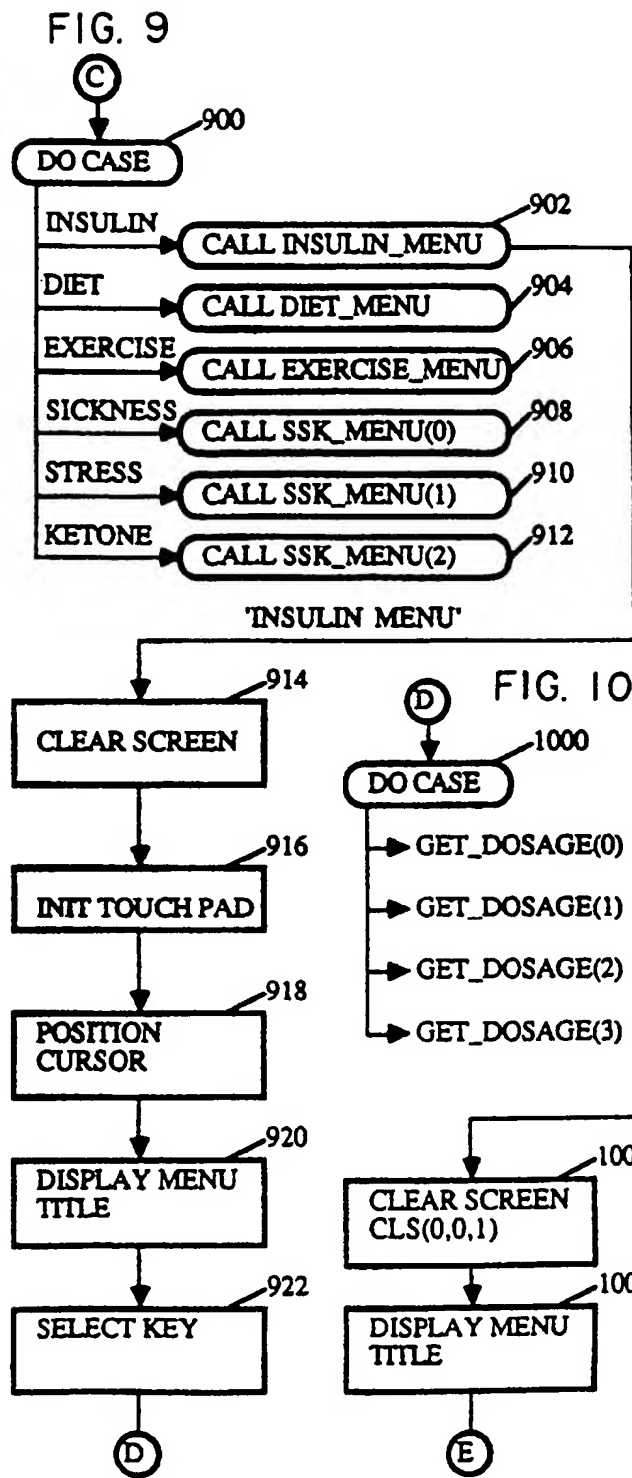 FIG. 9
C
900
DO CASE
902
INSULIN
CALL INSULIN_MENU
904
DIET
CALL DIET_MENU
906
EXERCISE
CALL EXERCISE_MENU
908
SICKNESS
CALL SSK_MENU(0)
910
STRESS
CALL SSK_MENU(1)
912
KETONE
CALL SSK_MENU(2)
'INSULIN MENU'
914
CLEAR SCREEN
916
INIT TOUCH PAD
918
POSITION
CURSOR
920
DISPLAY MENU
TITLE
922
SELECT KEY
D
FIG. 10
D
1000
DO CASE
GET_DOSAGE(0)
GET_DOSAGE(1)
GET_DOSAGE(2)
GET_DOSAGE(3)
CLEAR SCREEN
CLS(0,0,1)
DISPLAY MENU
TITLE
E